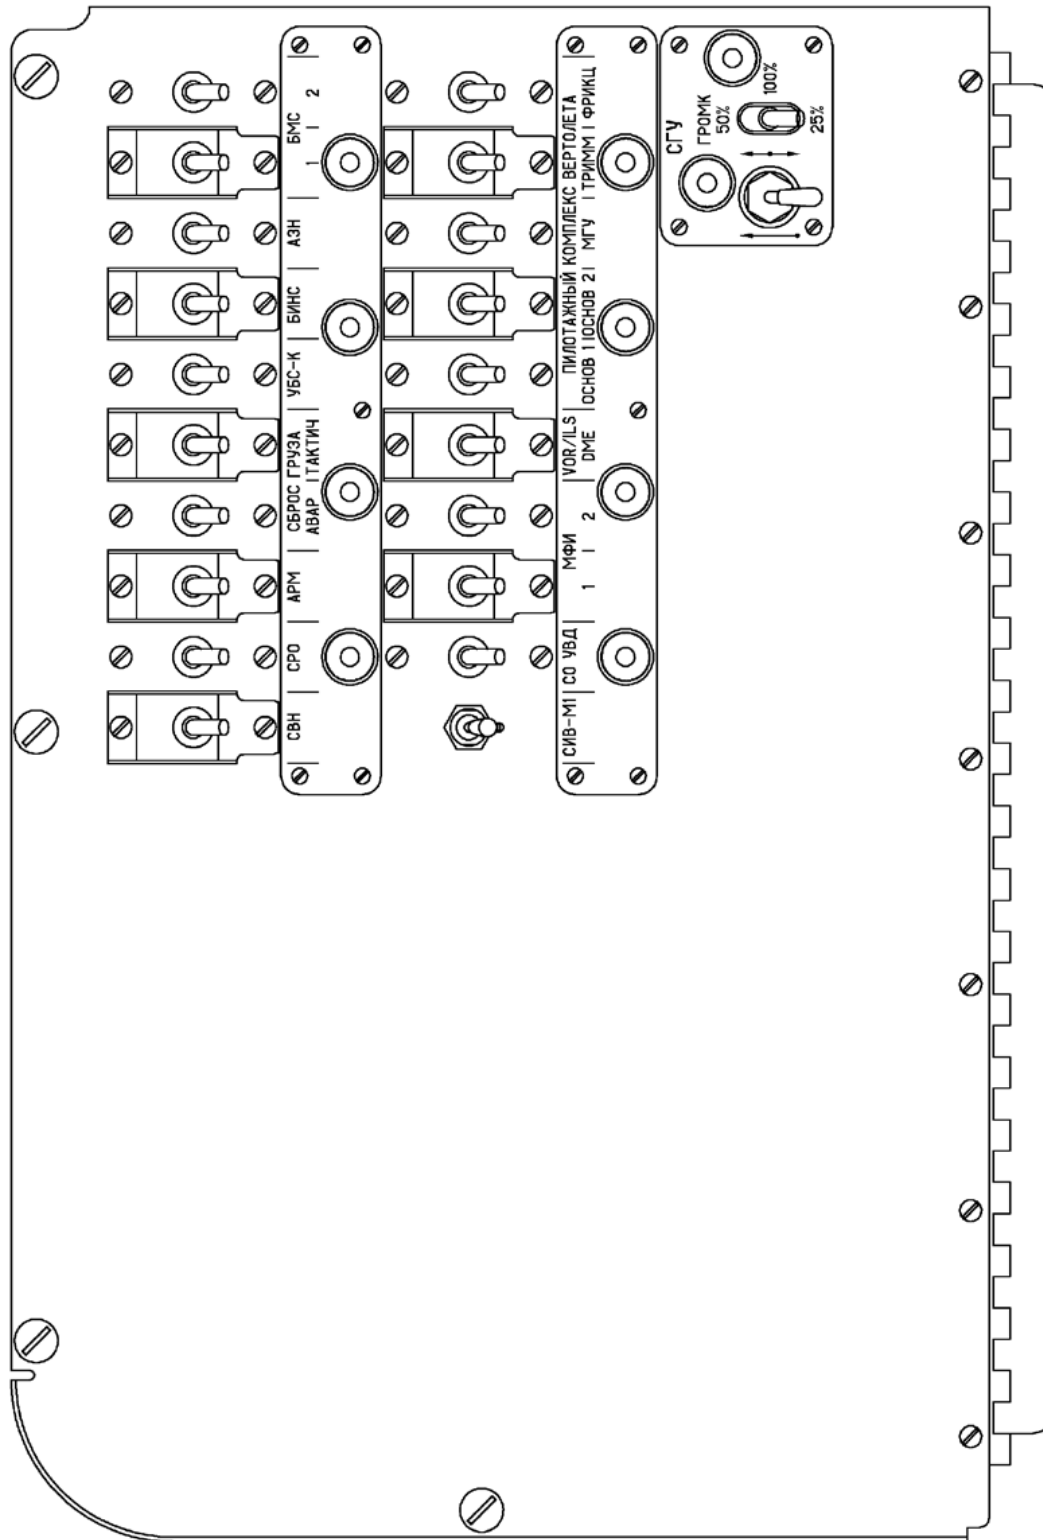 СВН
СРО
АРМ
СБРОС ГРУЗА
АВАР
ТАКТИЧ
УБС-К
БИНС
АЗН
БМС
1
2
СИВ-М1
СО УВД
МФИ
1
2
VOR/ILS
DME
ПИЛОТАЖНЫЙ КОМПЛЕКС ВЕРТОЛЕТА
ОСНОВ 1
ОСНОВ 2
МГУ
ТРИММ
ФРИКЦ
СГУ
ГРОМК
50%
100%
25%